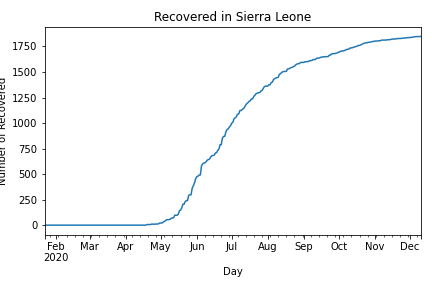 Recovered in Sierra Leone
Number of Recovered
1750
1500
1250
1000
750
500
250
0
Feb Mar Apr May Jun Jul Aug Sep Oct Nov Dec
2020
Day